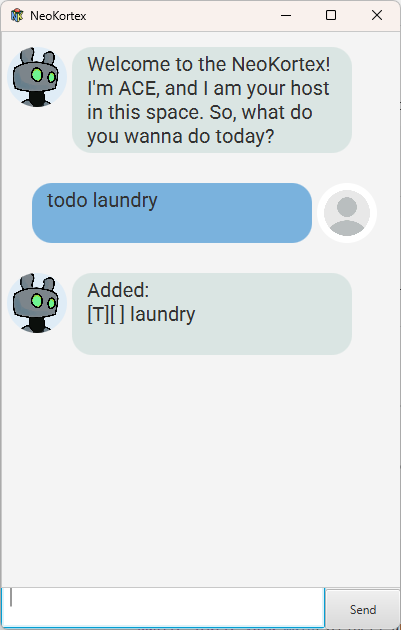 NeoKortex
Welcome to the NeoKortex!
I'm ACE, and I am your host
in this space. So, what do
you wanna do today?
todo laundry
Added:
[T][ ] laundry
Send